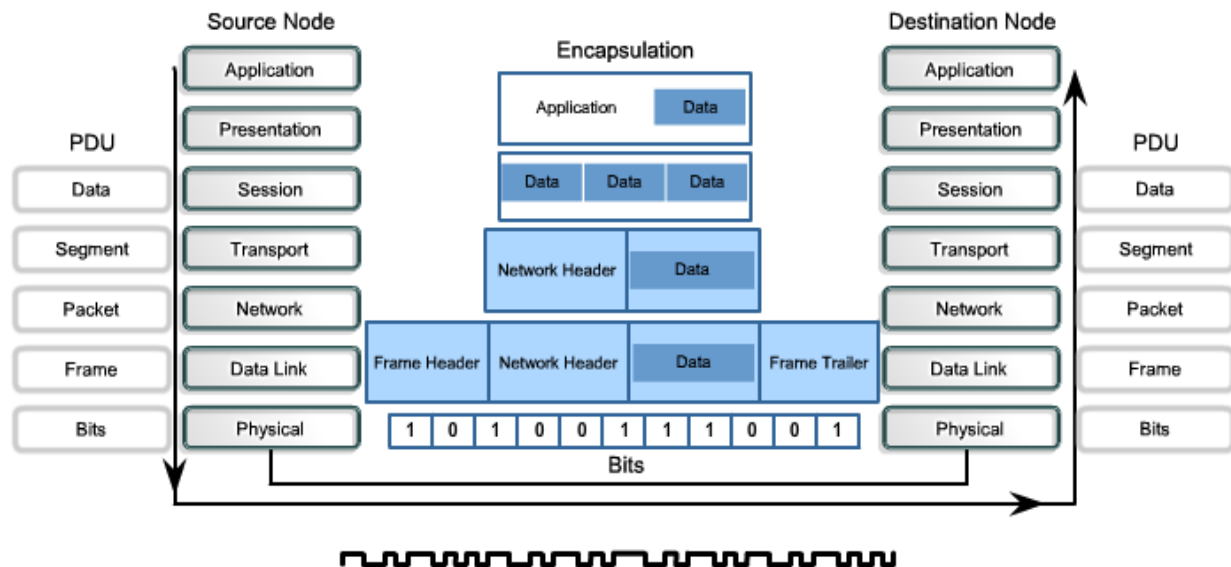 Source Node
Destination Node
Encapsulation
Application
Application
Data
Application
Presentation
Presentation
PDU
PDU
Data
Session
Data
Data
Data
Session
Data
Segment
Transport
Network Header
Data
Transport
Segment
Packet
Network
Network
Packet
Frame
Data Link
Frame Header
Network Header
Data
Frame Trailer
Data Link
Frame
Bits
Physical
1 0 1 0 0 1 1 1 0 0 1
Physical
Bits
Bits